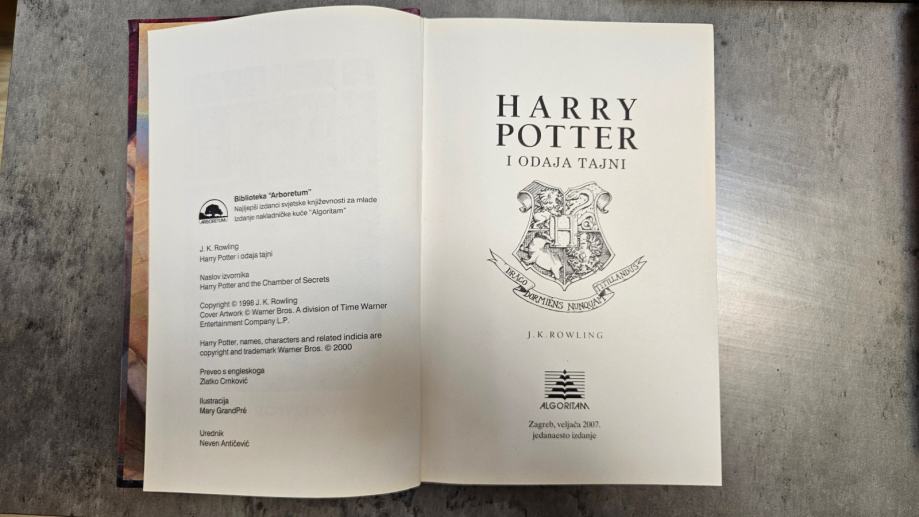 Biblioteka "Arboretum"
Najljepši izdanci svjetske književnosti za mlade
Izdanje nakladničke kuće "Algoritam"
ARBORETUM
J. K. Rowling
Harry Potter i odaja tajni
Naslov izvornika
Harry Potter and the Chamber of Secrets
Copyright © 1998 J. K. Rowling
Cover Artwork © Warner Bros. A division of Time Warner
Entertainment Company L.P.
Harry Potter, names, characters and related indicia are
copyright and trademark Warner Bros. © 2000
Preveo s engleskoga
Zlatko Crnković
Ilustracija
Mary GrandPré
Urednik
Neven Antičević
HARRY
POTTER
I ODAJA TAJNI
H
DRACO
DORMIENS NUNQUAM
TITILLANDUS
J. K. ROWLING
ALGORITAM
Zagreb, veljača 2007.
jedanaesto izdanje